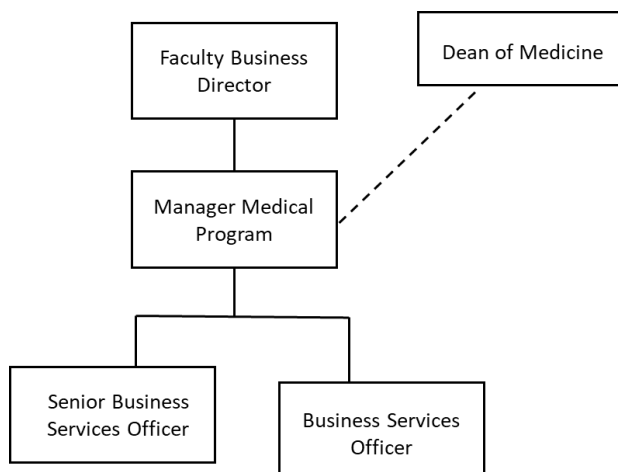 Faculty Business
Director
Dean of Medicine
Manager Medical
Program
Senior Business
Services Officer
Business Services
Officer